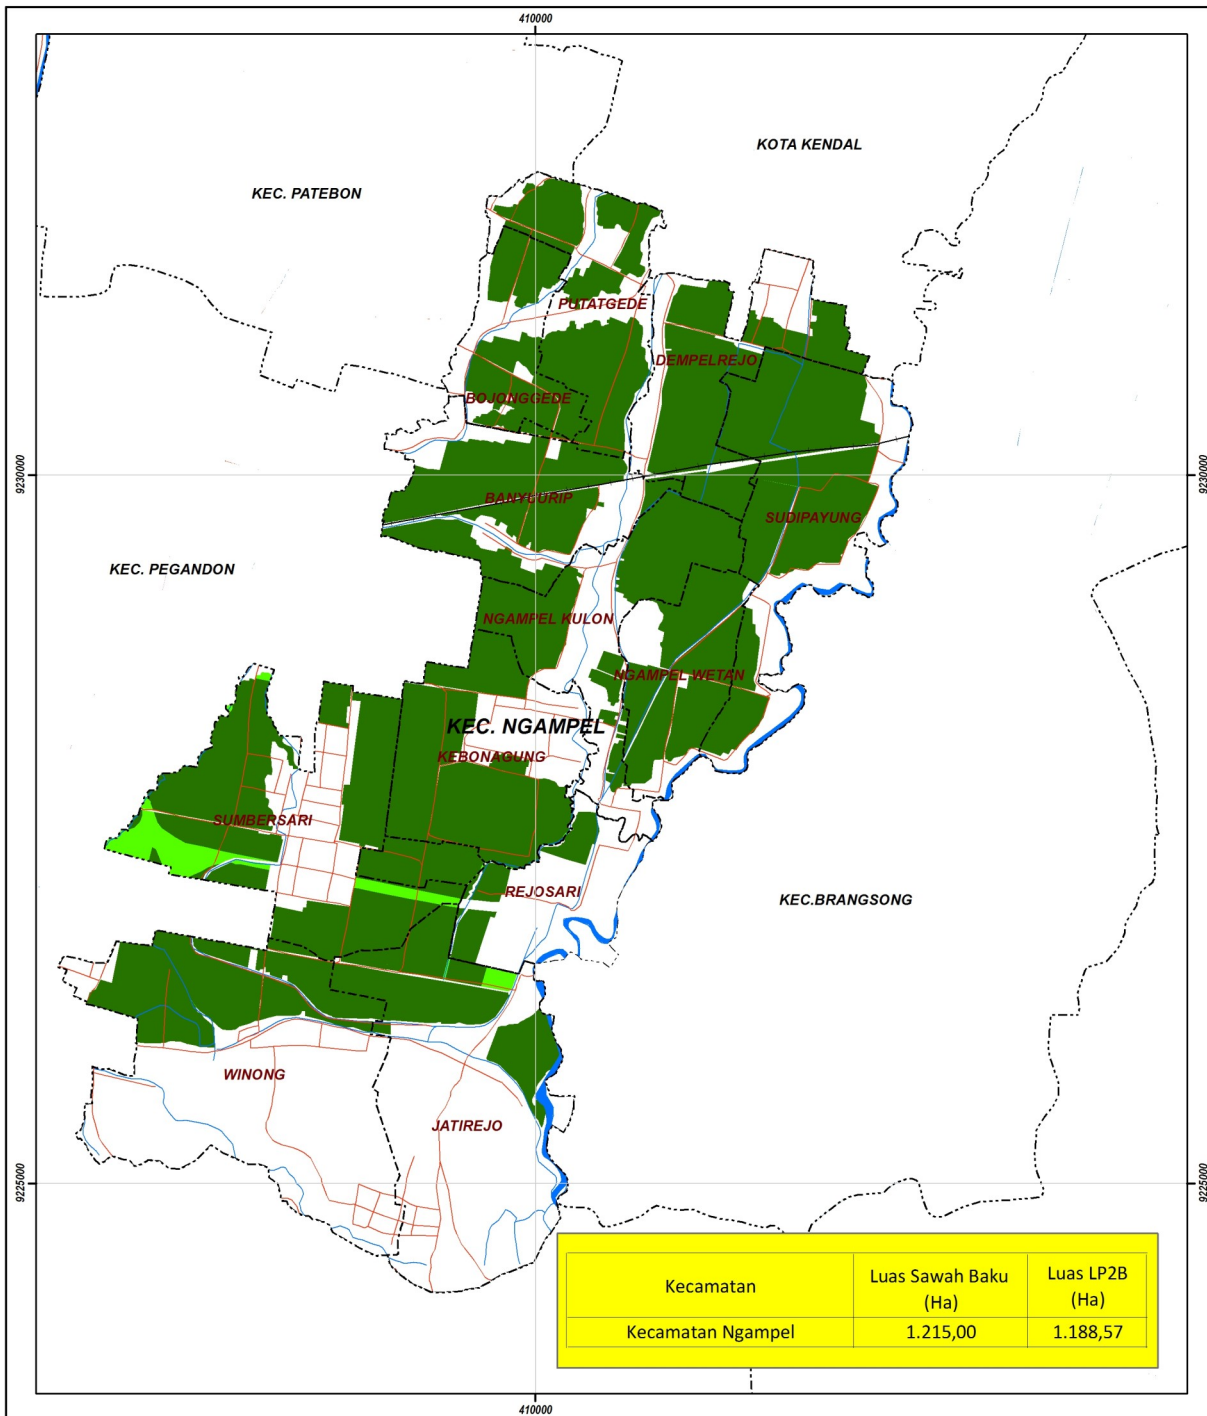 410000
KOTA KENDAL
KEC. PATEBON
PUTATGEDE
DEMPELREJO
BOJONGGEDE
9230000
9230000
BANYUURIP
SUDIPAYUNG
KEC. PEGANDON
NGAMPEL KULON
NGAMPEL WETAN
KEC. NGAMPEL
KEBONAGUNG
SUMBERSARI
REJOSARI
KEC.BRANGSONG
WINONG
JATIREJO
9225000
9225000
Kecamatan Luas Sawah Baku (Ha) Luas LP2B (Ha)
Kecamatan Ngampel 1.215,00 1.188,57
410000